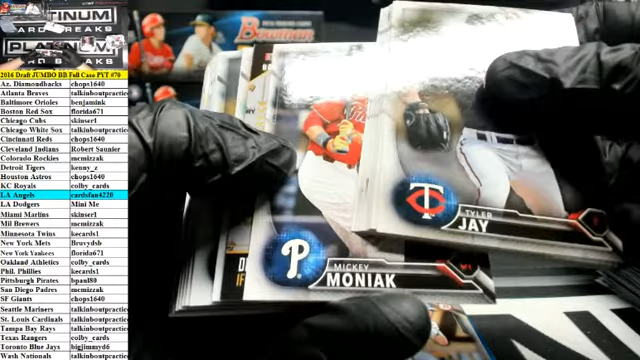 PLATINUM
CARD BREAKS
PLATINUM
CARD BREAKS
2016 Draft JUMBO BB Full Case PYT #70
Az. Diamondbacks chops1640
Atlanta Braves talkinboutpractice
Baltimore Orioles benjamink
Boston Red Sox florida671
Chicago Cubs skinser1
Chicago White Sox talkinboutpractice
Cincinnati Reds chops1640
Cleveland Indians Robert Saunier
Colorado Rockies mcmizzak
Detroit Tigers kenny_z
Houston Astros chops1640
KC Royals colby_cards
LA Angels cardsfan4220
LA Dodgers Mini Me
Miami Marlins skinser1
Mil Brewers mcmizzak
Minnesota Twins kecards1
New York Mets Bruvydsb
New York Yankees florida671
Oakland Athletics colby_cards
Phil. Phillies kecards1
Pittsburgh Pirates bpaul80
San Diego Padres mcmizzak
SF Giants chops1640
Seattle Mariners talkinboutpractice
St. Louis Cardinals talkinboutpractice
Tampa Bay Rays talkinboutpractice
Texas Rangers colby_cards
Toronto Blue Jays bigjimmyd6
Wash Nationals talkinboutpractice
Bowman
TYLER
JAY
P
MICKEY
MONIAK